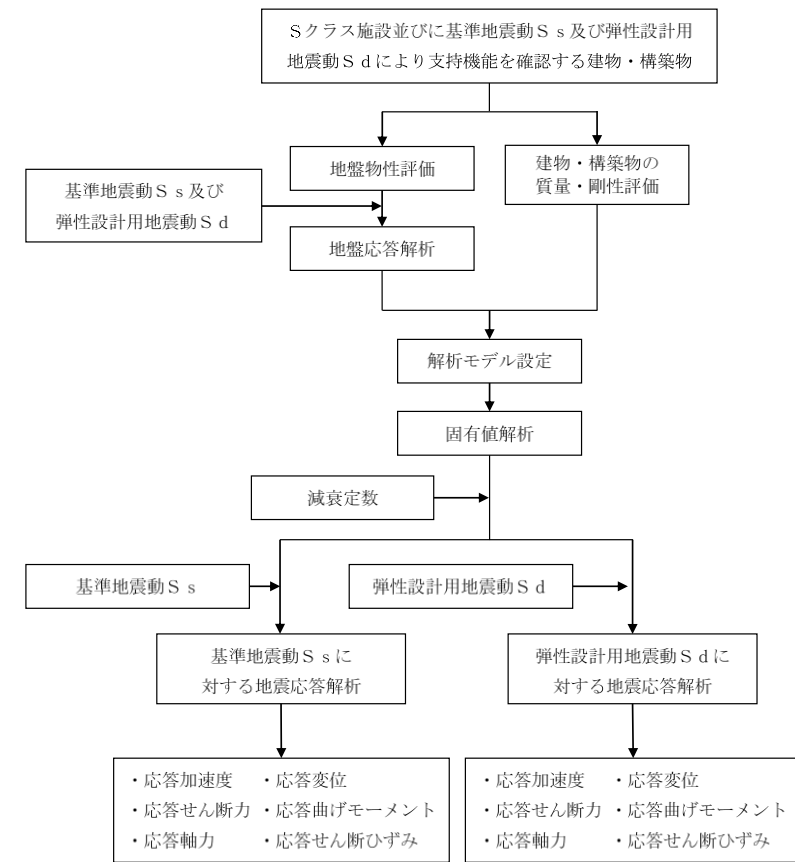 Sクラス施設並びに基準地震動Ss及び弾性設計用
地震動Sdにより支持機能を確認する建物・構築物
地盤物性評価
建物・構築物の
質量・剛性評価
基準地震動Ss及び
弾性設計用地震動Sd
地盤応答解析
解析モデル設定
固有値解析
減衰定数
基準地震動Ss
弾性設計用地震動Sd
基準地震動Ssに
対する地震応答解析
弾性設計用地震動Sdに
対する地震応答解析
・応答加速度 ・応答変位
・応答せん断力 ・応答曲げモーメント
・応答軸力 ・応答せん断ひずみ
・応答加速度 ・応答変位
・応答せん断力 ・応答曲げモーメント
・応答軸力 ・応答せん断ひずみ